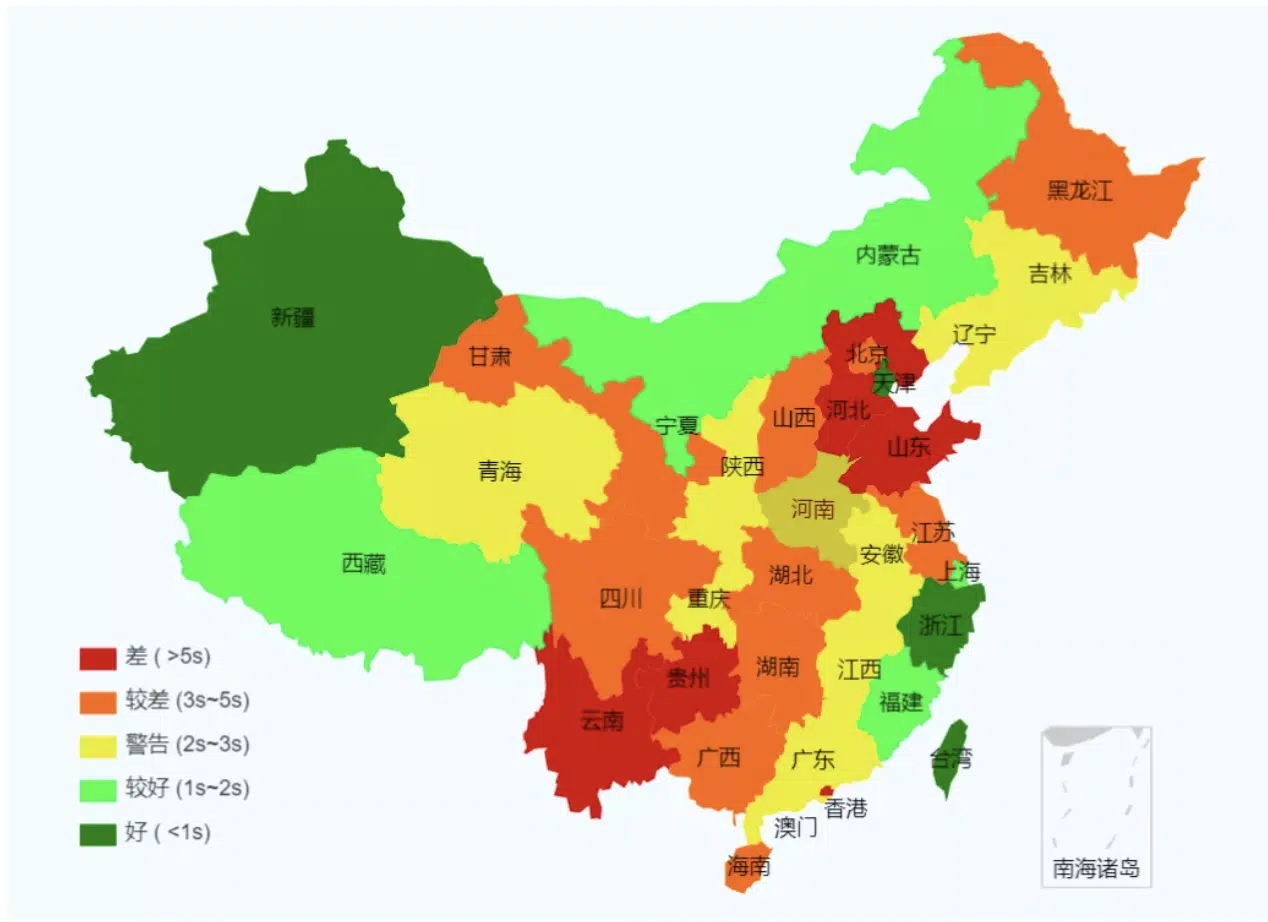 黑龙江
内蒙古
吉林
新疆
辽宁
北京
甘肃
天津
河北
山西
宁夏
山东
陕西
青海
河南
江苏
安徽
西藏
上海
湖北
四川
重庆
浙江
差 ( >5s)
湖南
江西
贵州
较差 (3s~5s)
福建
云南
警告 (2s~3s)
广西
广东
台湾
较好 (1s~2s)
香港
澳门
好 ( <1s)
海南
南海诸岛